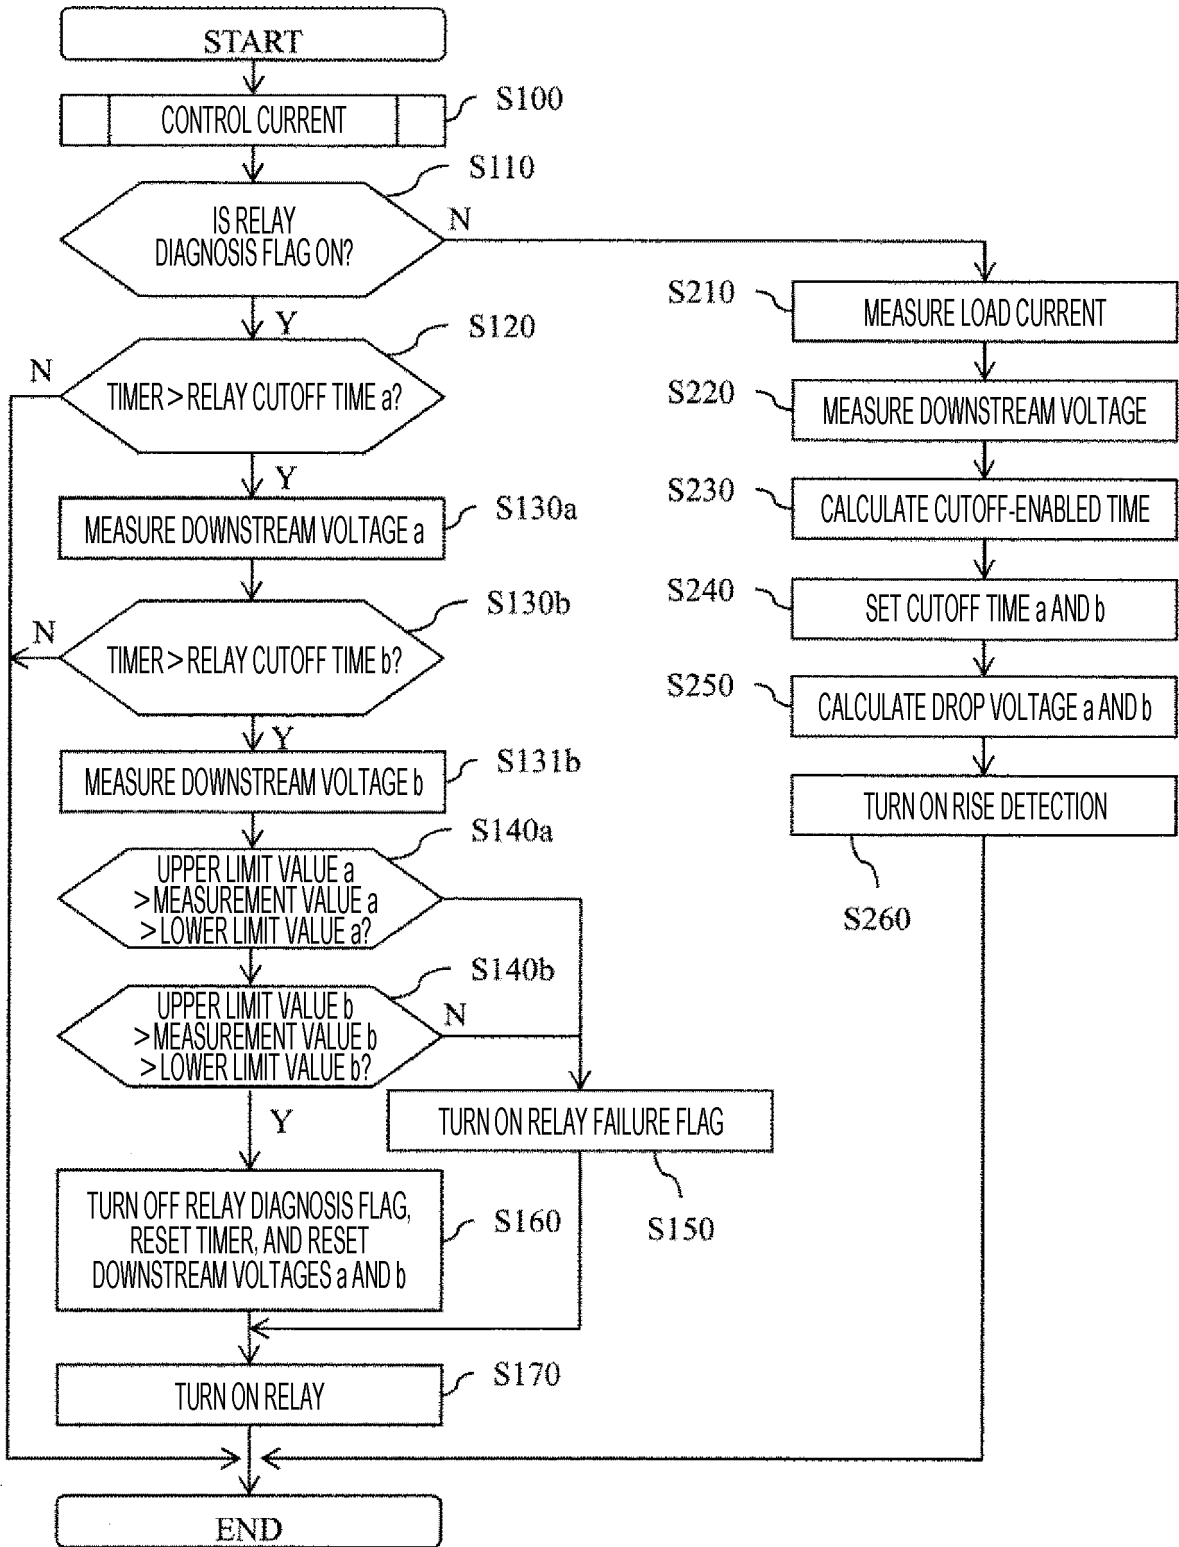 START
CONTROL CURRENT
S100
IS RELAY
DIAGNOSIS FLAG ON?
S110
N
Y
TIMER > RELAY CUTOFF TIME a?
S120
N
Y
MEASURE DOWNSTREAM VOLTAGE a
S130a
TIMER > RELAY CUTOFF TIME b?
S130b
N
Y
MEASURE DOWNSTREAM VOLTAGE b
S131b
UPPER LIMIT VALUE a
> MEASUREMENT VALUE a
> LOWER LIMIT VALUE a?
S140a
UPPER LIMIT VALUE b
> MEASUREMENT VALUE b
> LOWER LIMIT VALUE b?
S140b
N
Y
TURN ON RELAY FAILURE FLAG
S150
TURN OFF RELAY DIAGNOSIS FLAG,
RESET TIMER, AND RESET
DOWNSTREAM VOLTAGES a AND b
S160
TURN ON RELAY
S170
END
S210
MEASURE LOAD CURRENT
S220
MEASURE DOWNSTREAM VOLTAGE
S230
CALCULATE CUTOFF-ENABLED TIME
S240
SET CUTOFF TIME a AND b
S250
CALCULATE DROP VOLTAGE a AND b
TURN ON RISE DETECTION
S260